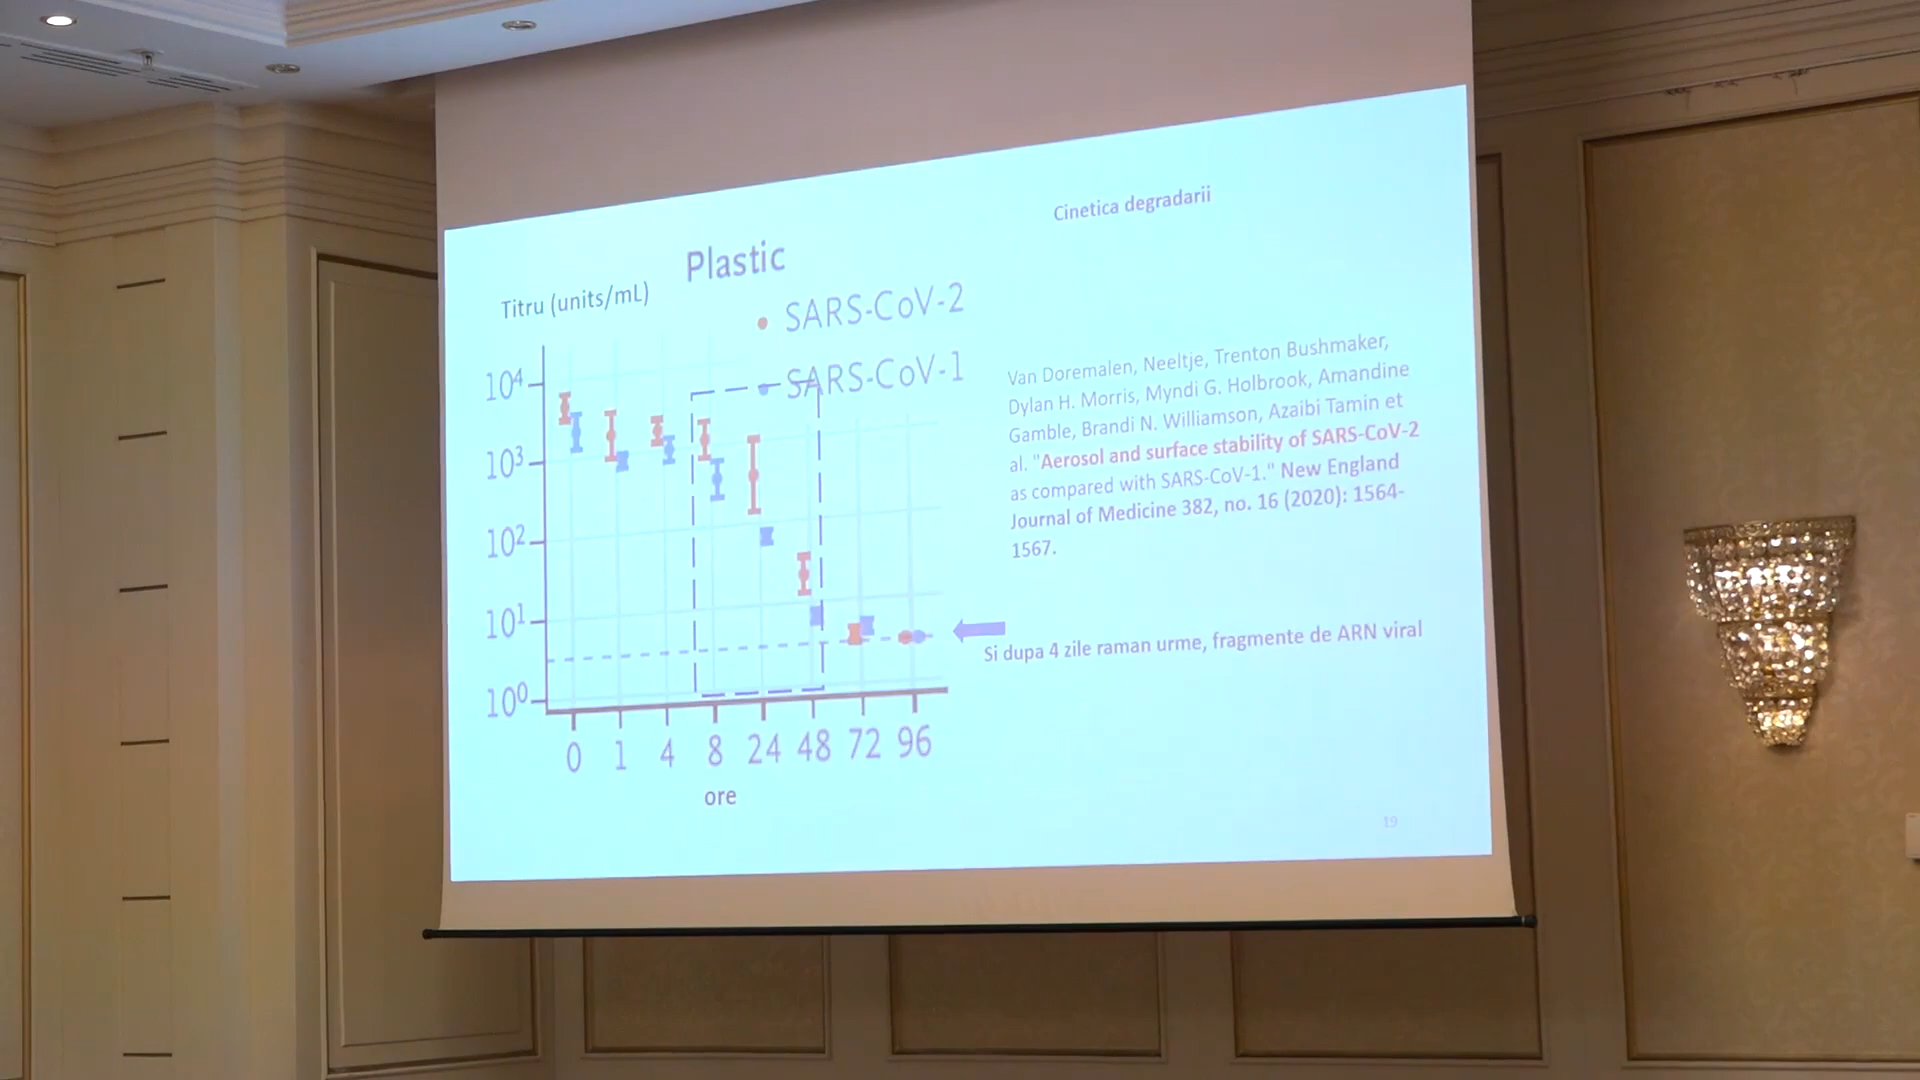 Cinetica degradarii
Plastic
Titru (units/mL)
SARS-CoV-2
SARS-CoV-1
10⁴
10³
10²
10¹
10⁰
0 1 4 8 24 48 72 96
ore
Van Doremalen, Neeltje, Trenton Bushmaker,
Dylan H. Morris, Myndi G. Holbrook, Amandine
Gamble, Brandi N. Williamson, Azaibi Tamin et
al. "Aerosol and surface stability of SARS-CoV-2
as compared with SARS-CoV-1." New England
Journal of Medicine 382, no. 16 (2020): 1564-
1567.
Si dupa 4 zile raman urme, fragmente de ARN viral
19